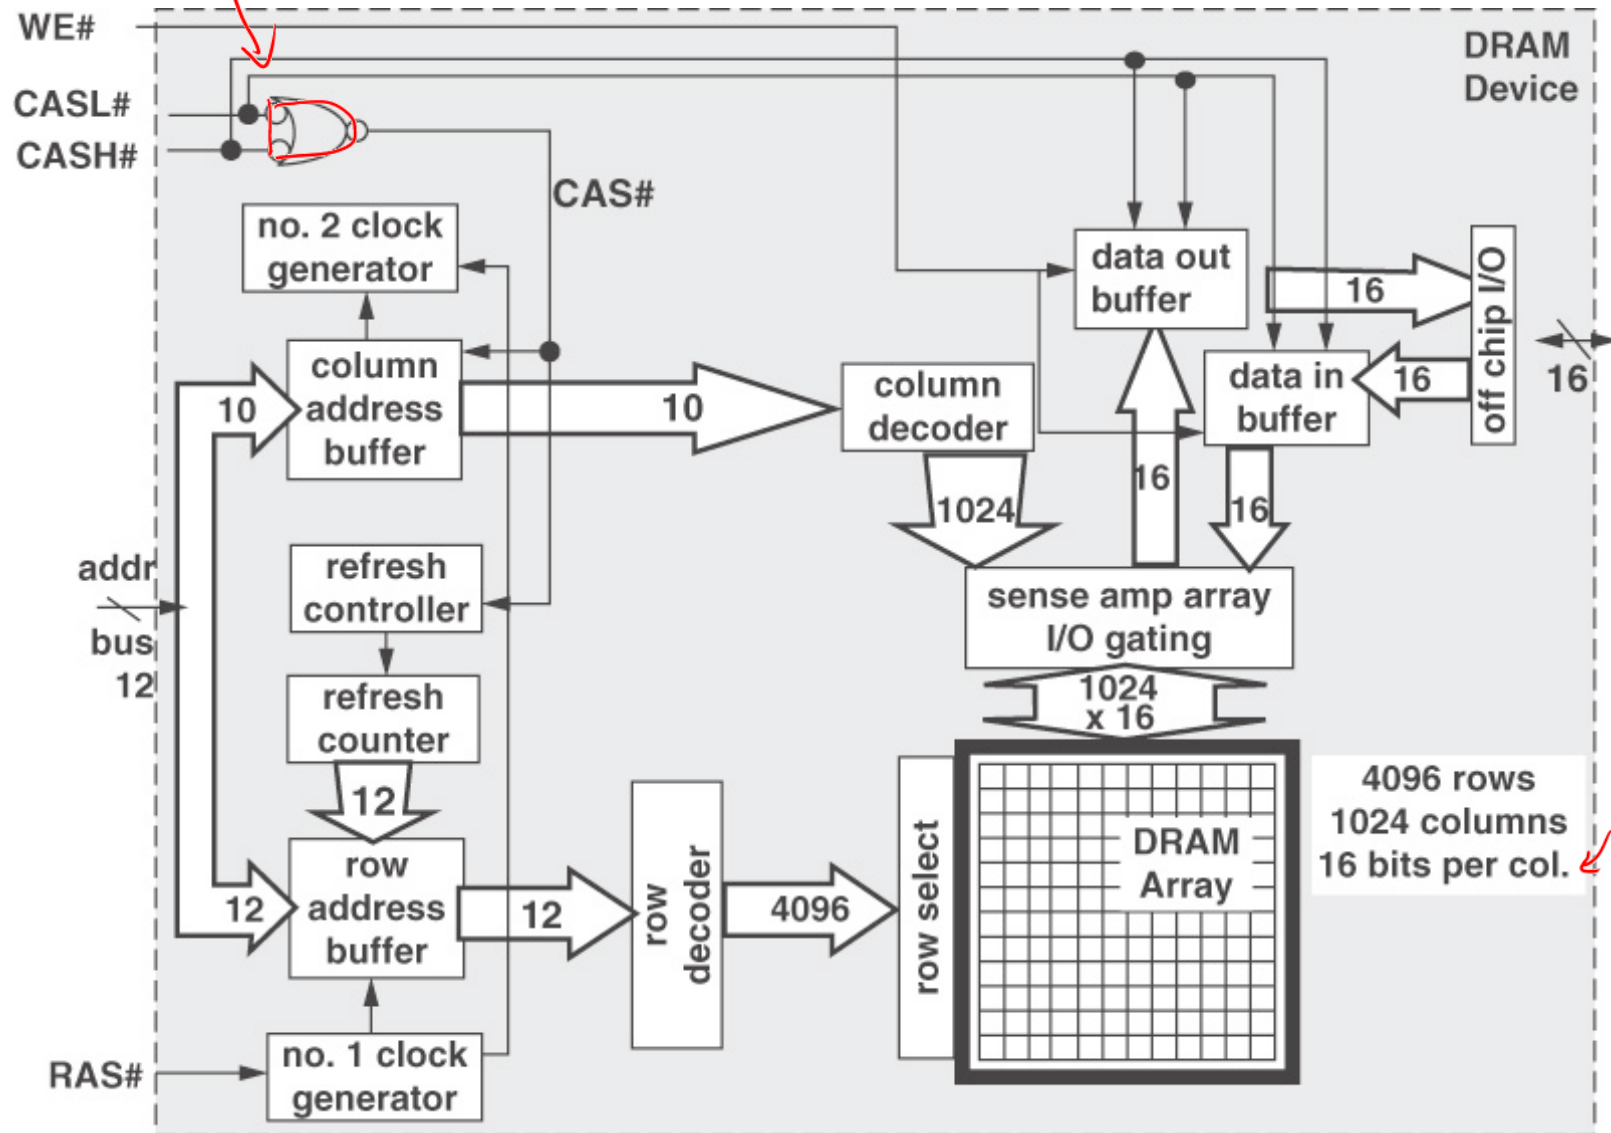 WE#
DRAM
Device
CASL#
CASH#
CAS#
no. 2 clock
generator
data out
buffer
16
off chip I/O
column
address
buffer
10
10
column
decoder
data in
buffer
16
16
1024
16
16
addr
bus
12
refresh
controller
sense amp array
I/O gating
refresh
counter
1024
x 16
12
4096 rows
1024 columns
16 bits per col.
row
address
buffer
12
12
row
decoder
4096
row select
DRAM
Array
RAS#
no. 1 clock
generator